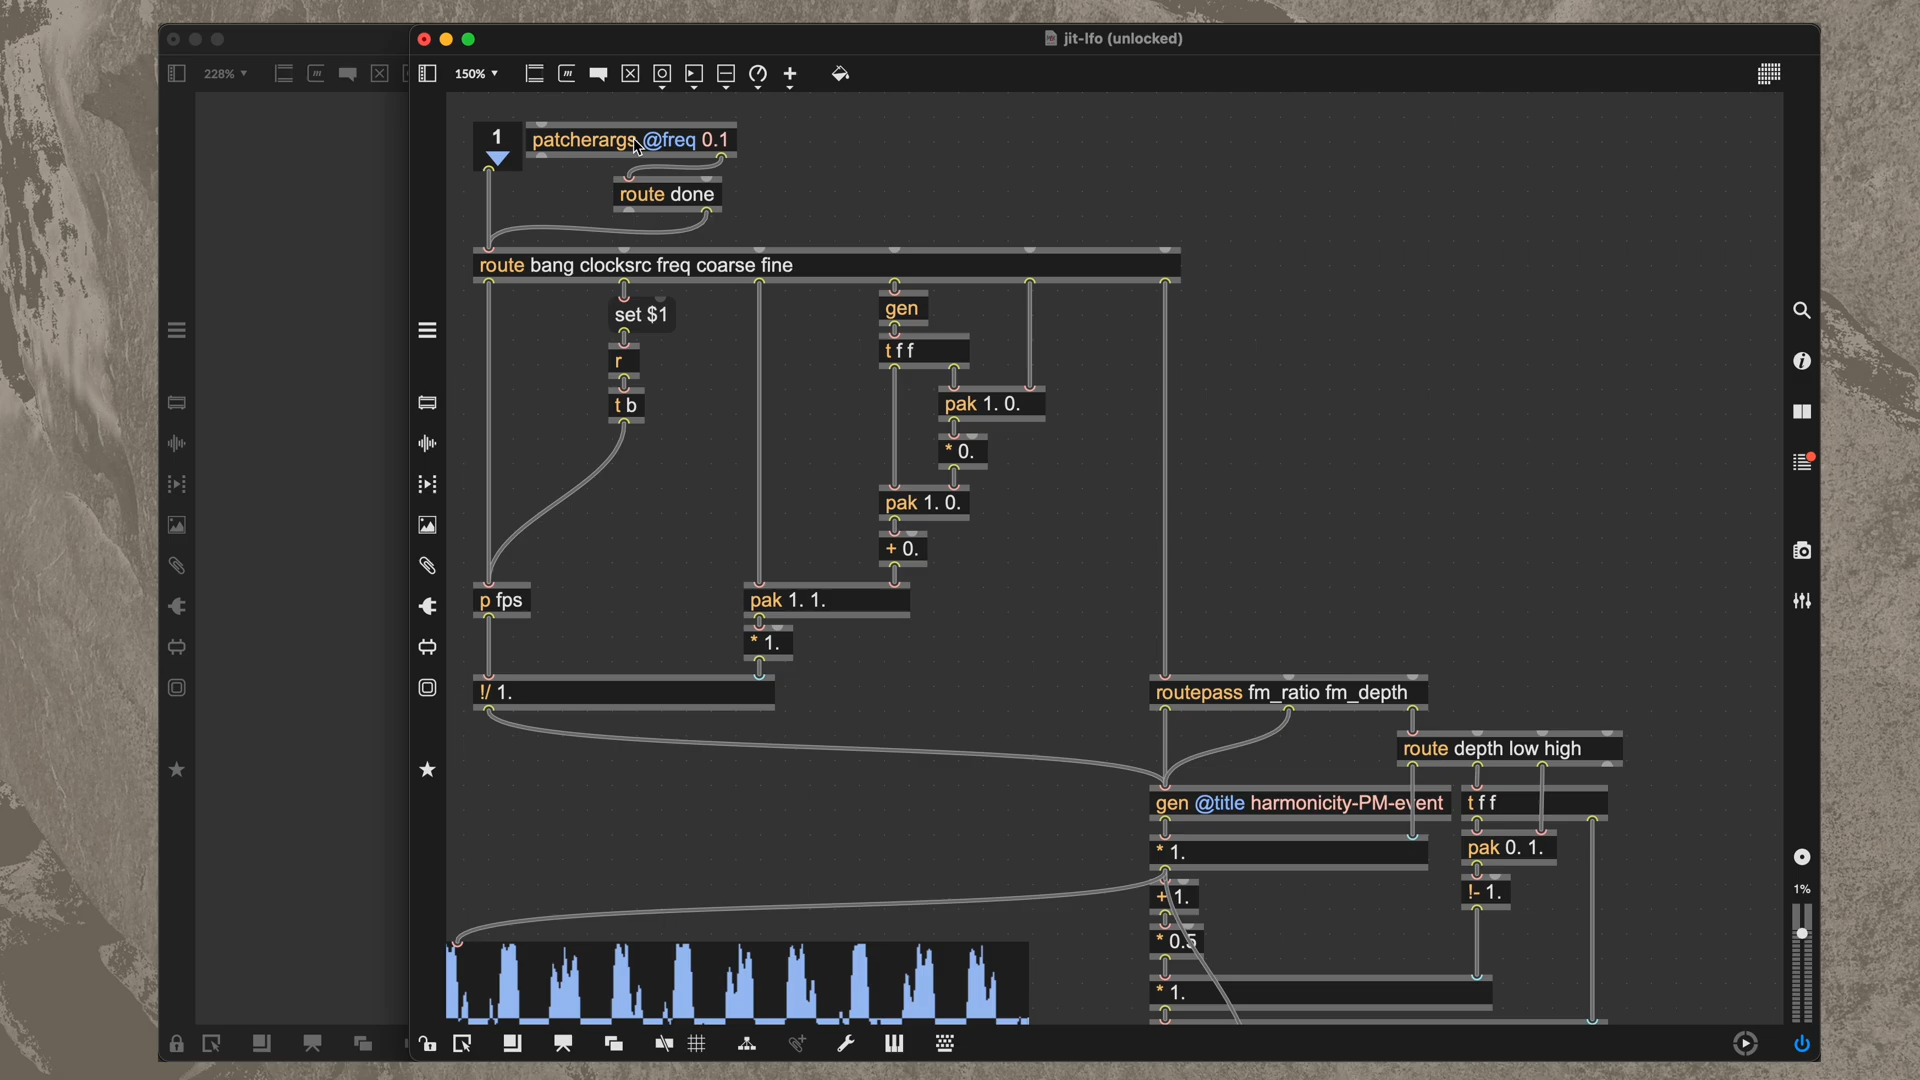 jit-lfo (unlocked)
228%
150%
m
m
1
patcherargs @freq 0.1
route done
route bang clocksrc freq coarse fine
set $1
gen
r
t f f
t b
pak 1. 0.
* 0.
pak 1. 0.
+ 0.
p fps
pak 1. 1.
* 1.
!/ 1.
routepass fm_ratio fm_depth
route depth low high
gen @title harmonicity-PM-event
t f f
* 1.
pak 0. 1.
+ 1.
!- 1.
* 0.5
* 1.
1%